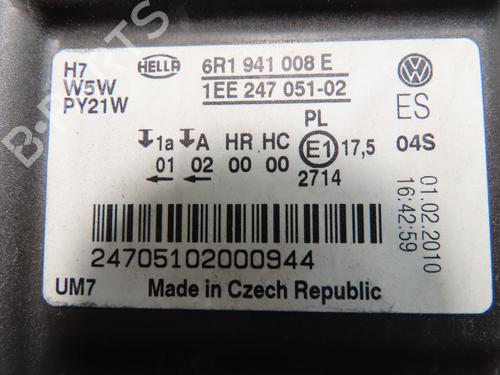 H7
W5W
PY21W
HELLA
6R1 941 008 E
1EE 247 051-02
ES
PL
E1 17,5
04S
1a A HR HC
01 02 00 00
2714
01.02.2010
16:42:59
24705102000944
UM7
Made in Czech Republic
B-PARTS